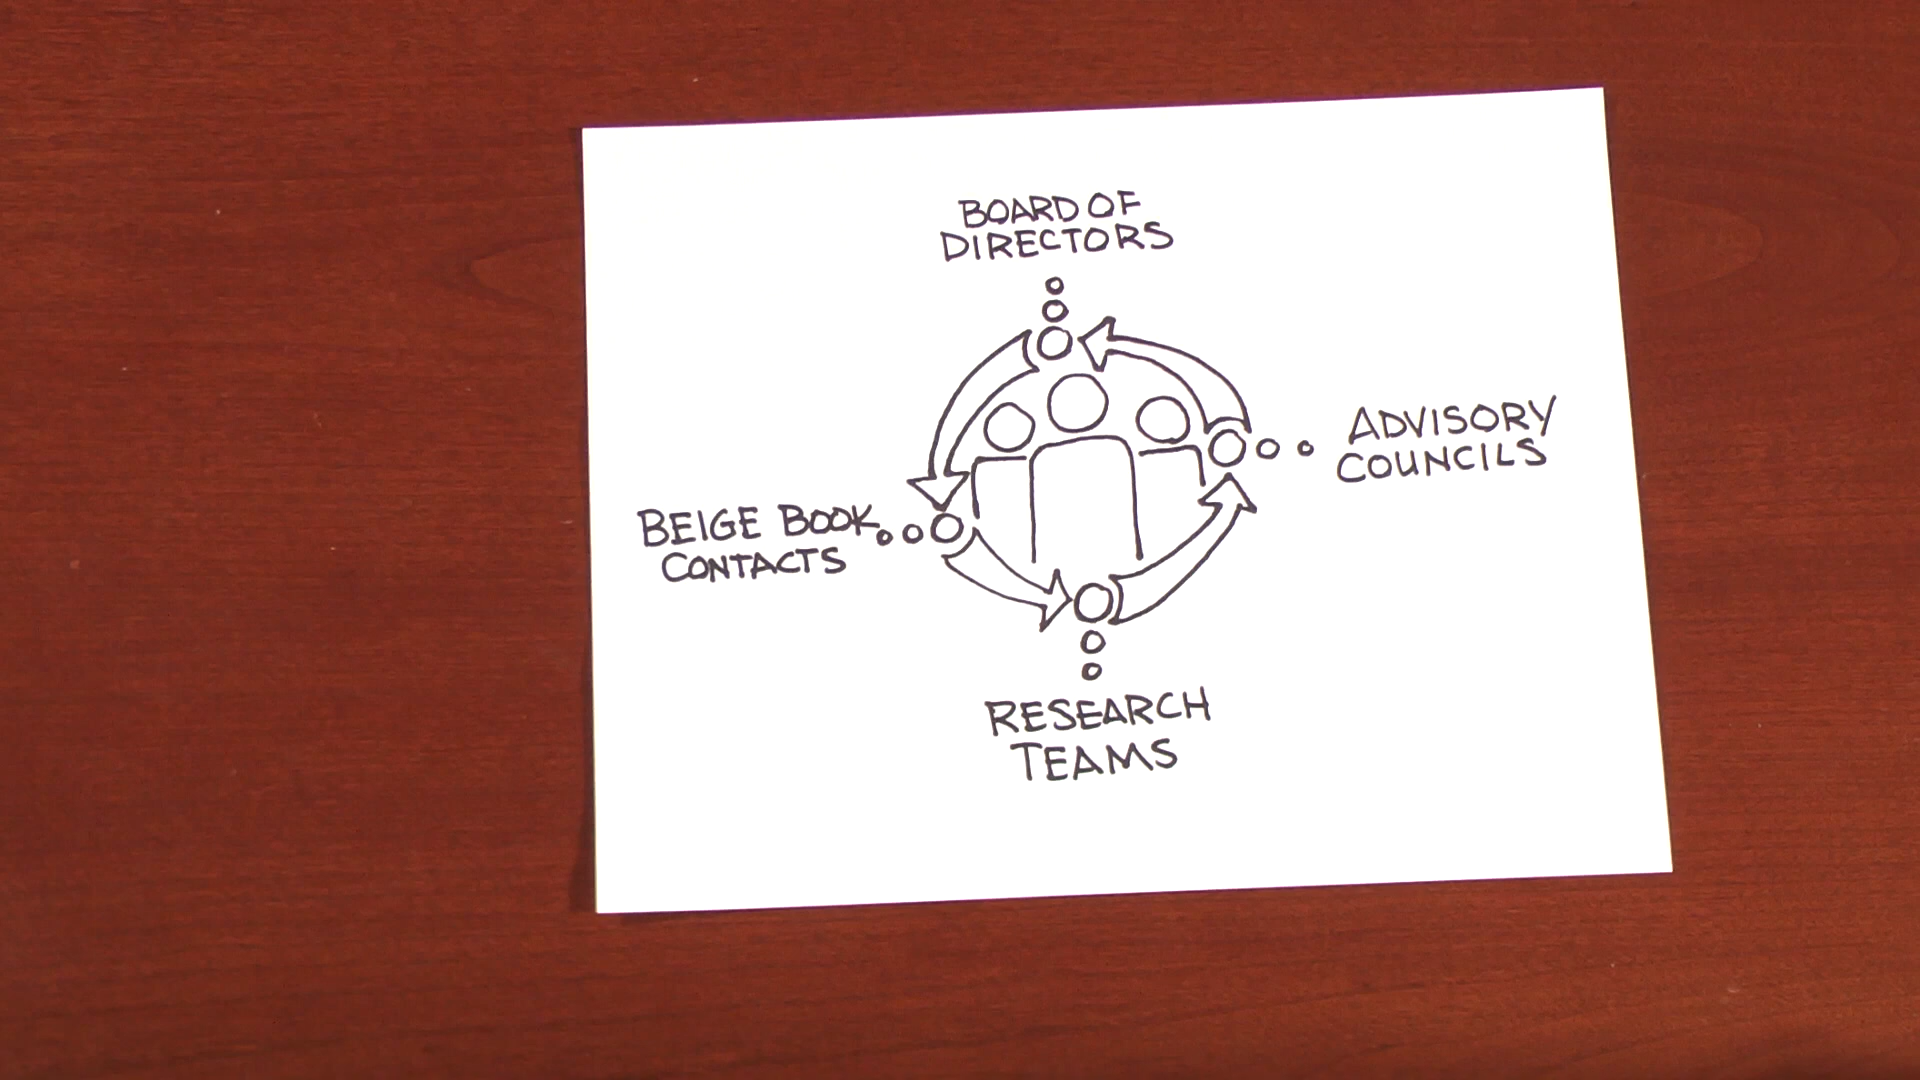 BOARD OF
DIRECTORS
ADVISORY
COUNCILS
BEIGE BOOK
CONTACTS
RESEARCH
TEAMS